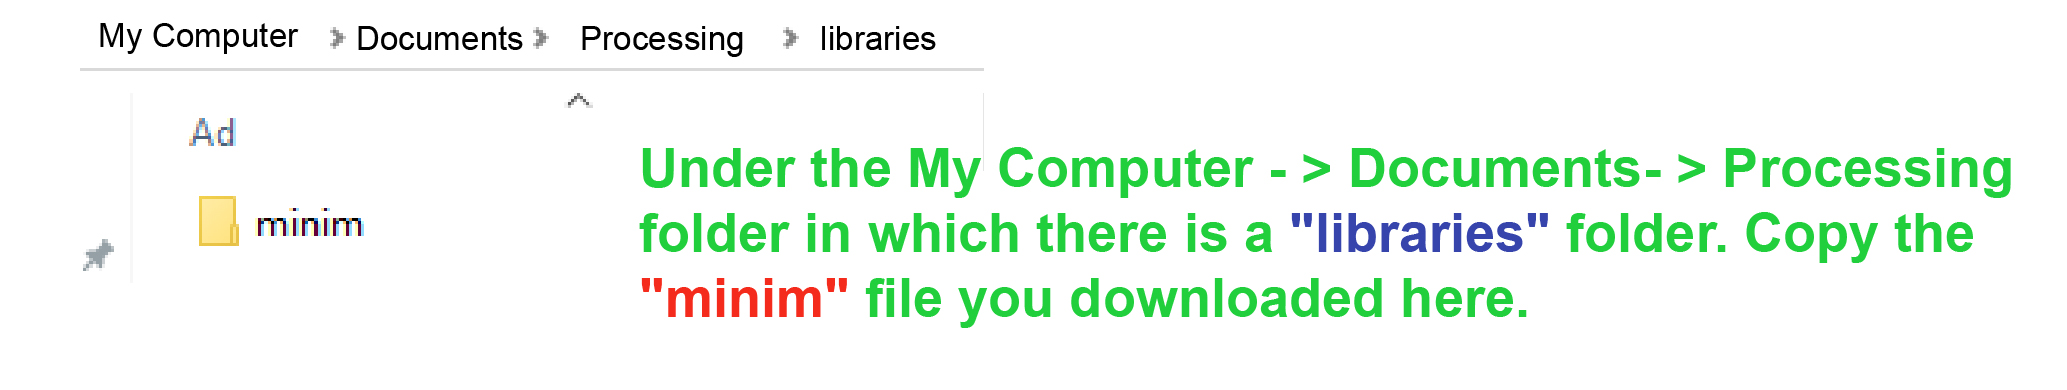 My Computer Documents Processing libraries
Ad
minim
Under the My Computer - > Documents- > Processing
folder in which there is a "libraries" folder. Copy the
"minim" file you downloaded here.